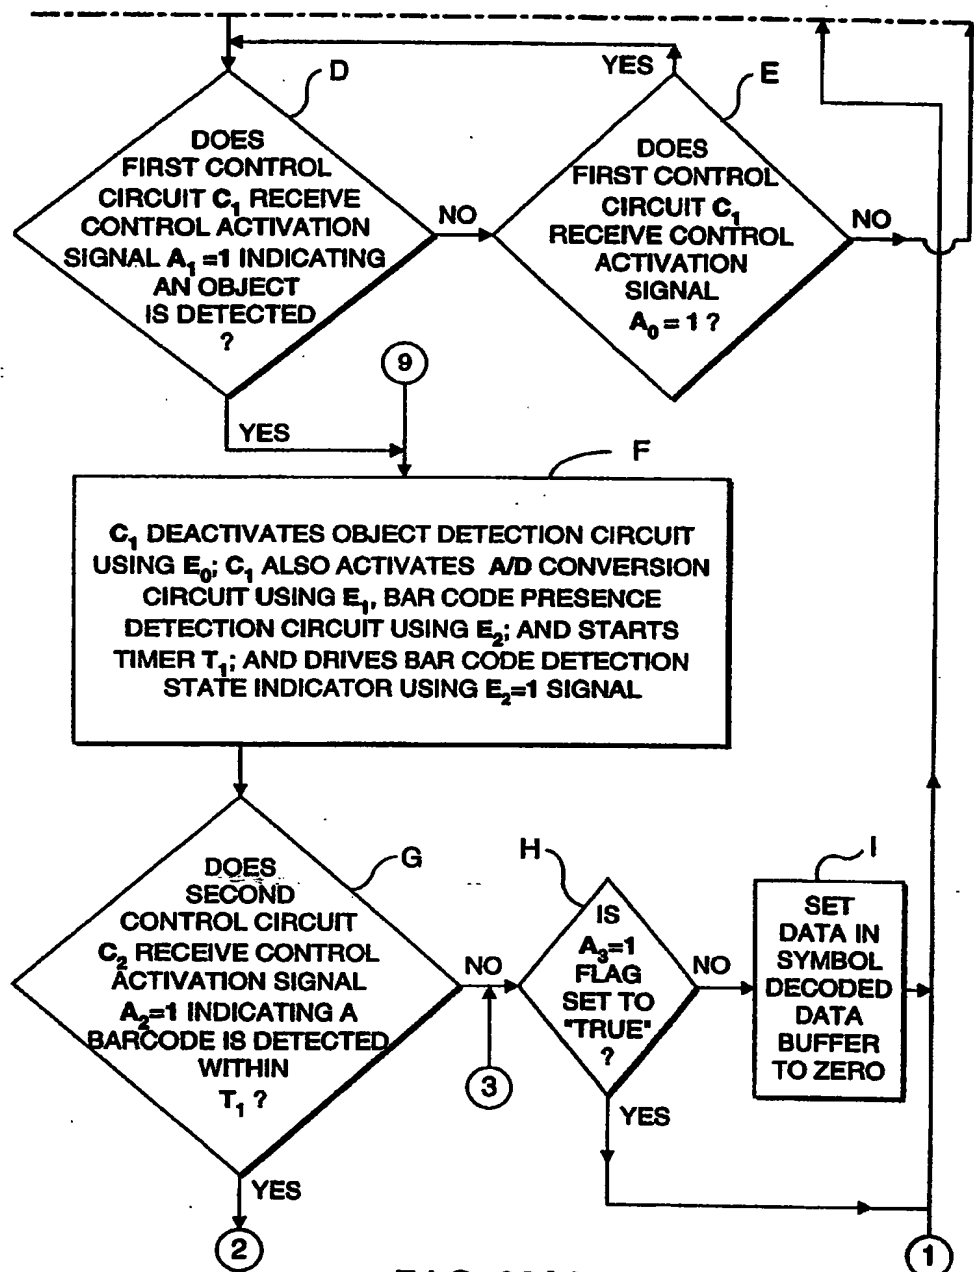 D
DOES
FIRST CONTROL
CIRCUIT C₁ RECEIVE
CONTROL ACTIVATION
SIGNAL A₁ =1 INDICATING
AN OBJECT
IS DETECTED
?
NO
YES
YES
E
DOES
FIRST CONTROL
CIRCUIT C₁
RECEIVE CONTROL
ACTIVATION
SIGNAL
A₀ = 1 ?
NO
9
F
C₁ DEACTIVATES OBJECT DETECTION CIRCUIT
USING E₀; C₁ ALSO ACTIVATES A/D CONVERSION
CIRCUIT USING E₁, BAR CODE PRESENCE
DETECTION CIRCUIT USING E₂; AND STARTS
TIMER T₁; AND DRIVES BAR CODE DETECTION
STATE INDICATOR USING E₂=1 SIGNAL
G
DOES
SECOND
CONTROL CIRCUIT
C₂ RECEIVE CONTROL
ACTIVATION SIGNAL
A₂=1 INDICATING A
BARCODE IS DETECTED
WITHIN
T₁ ?
NO
3
YES
2
H
IS
A₃=1
FLAG
SET TO
"TRUE"
?
NO
YES
I
SET
DATA IN
SYMBOL
DECODED
DATA
BUFFER
TO ZERO
1